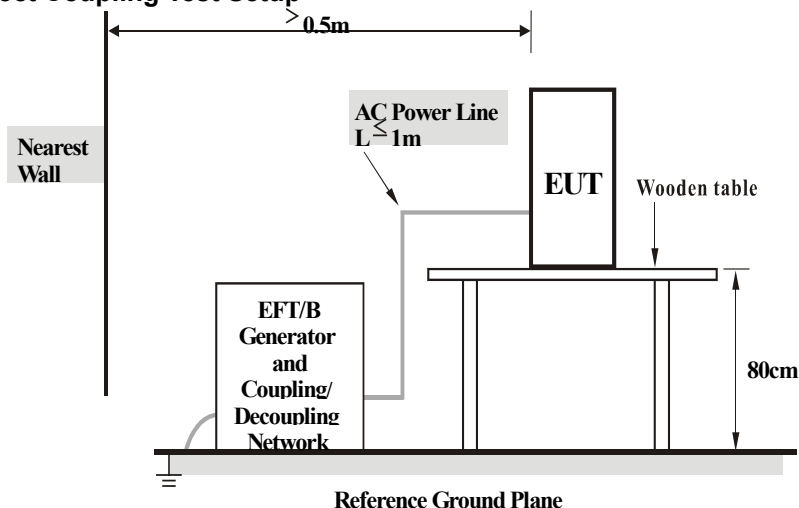 Coupling Test Setup
> 0.5m
AC Power Line
L ≤ 1m
Nearest
Wall
EUT
Wooden table
EFT/B
Generator
and
Coupling/
Decoupling
Network
80cm
Reference Ground Plane